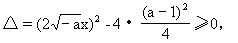 △=(2√-ax)² -4·(a-1)²/4≥0,